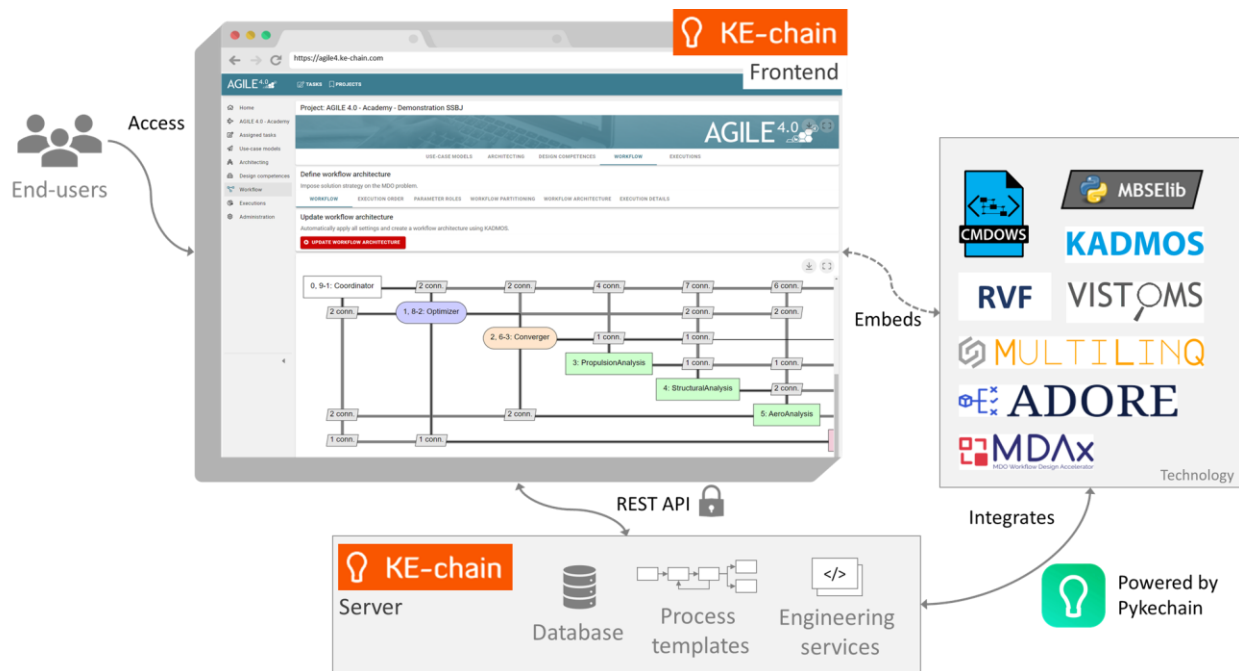 KE-chain
Frontend
https://agile4.ke-chain.com
AGILE 4.0
TASKS PROJECTS
Home
AGILE 4.0 - Academy
Assigned tasks
Use-case models
Architecting
Design competences
Workflow
Executions
Administration
Project: AGILE 4.0 - Academy - Demonstration SSBJ
AGILE 4.0
USE-CASE MODELS ARCHITECTING DESIGN COMPETENCES WORKFLOW EXECUTIONS
Define workflow architecture
Impose solution strategy on the MDO problem.
WORKFLOW EXECUTION ORDER PARAMETER ROLES WORKFLOW PARTITIONING WORKFLOW ARCHITECTURE EXECUTION DETAILS
Update workflow architecture
Automatically apply all settings and create a workflow architecture using KADMOS.
UPDATE WORKFLOW ARCHITECTURE
0, 9-1: Coordinator 2 conn. 2 conn. 4 conn. 7 conn. 6 conn.
2 conn. 1, 8-2: Optimizer 2 conn. 2 conn.
2, 6-3: Converger 1 conn. 1 conn.
3: PropulsionAnalysis 1 conn. 1 conn.
4: StructuralAnalysis 2 conn.
2 conn. 2 conn. 5: AeroAnalysis
1 conn. 1 conn.
Access
End-users
Embeds
CMDOWS
MBSElib
KADMOS
RVF
VISTOMS
MULTILINQ
ADORE
MDAx
MDO Workflow Design Accelerator
Technology
REST API
Integrates
KE-chain
Server
Database
Process
templates
</>
Engineering
services
Powered by
Pykechain